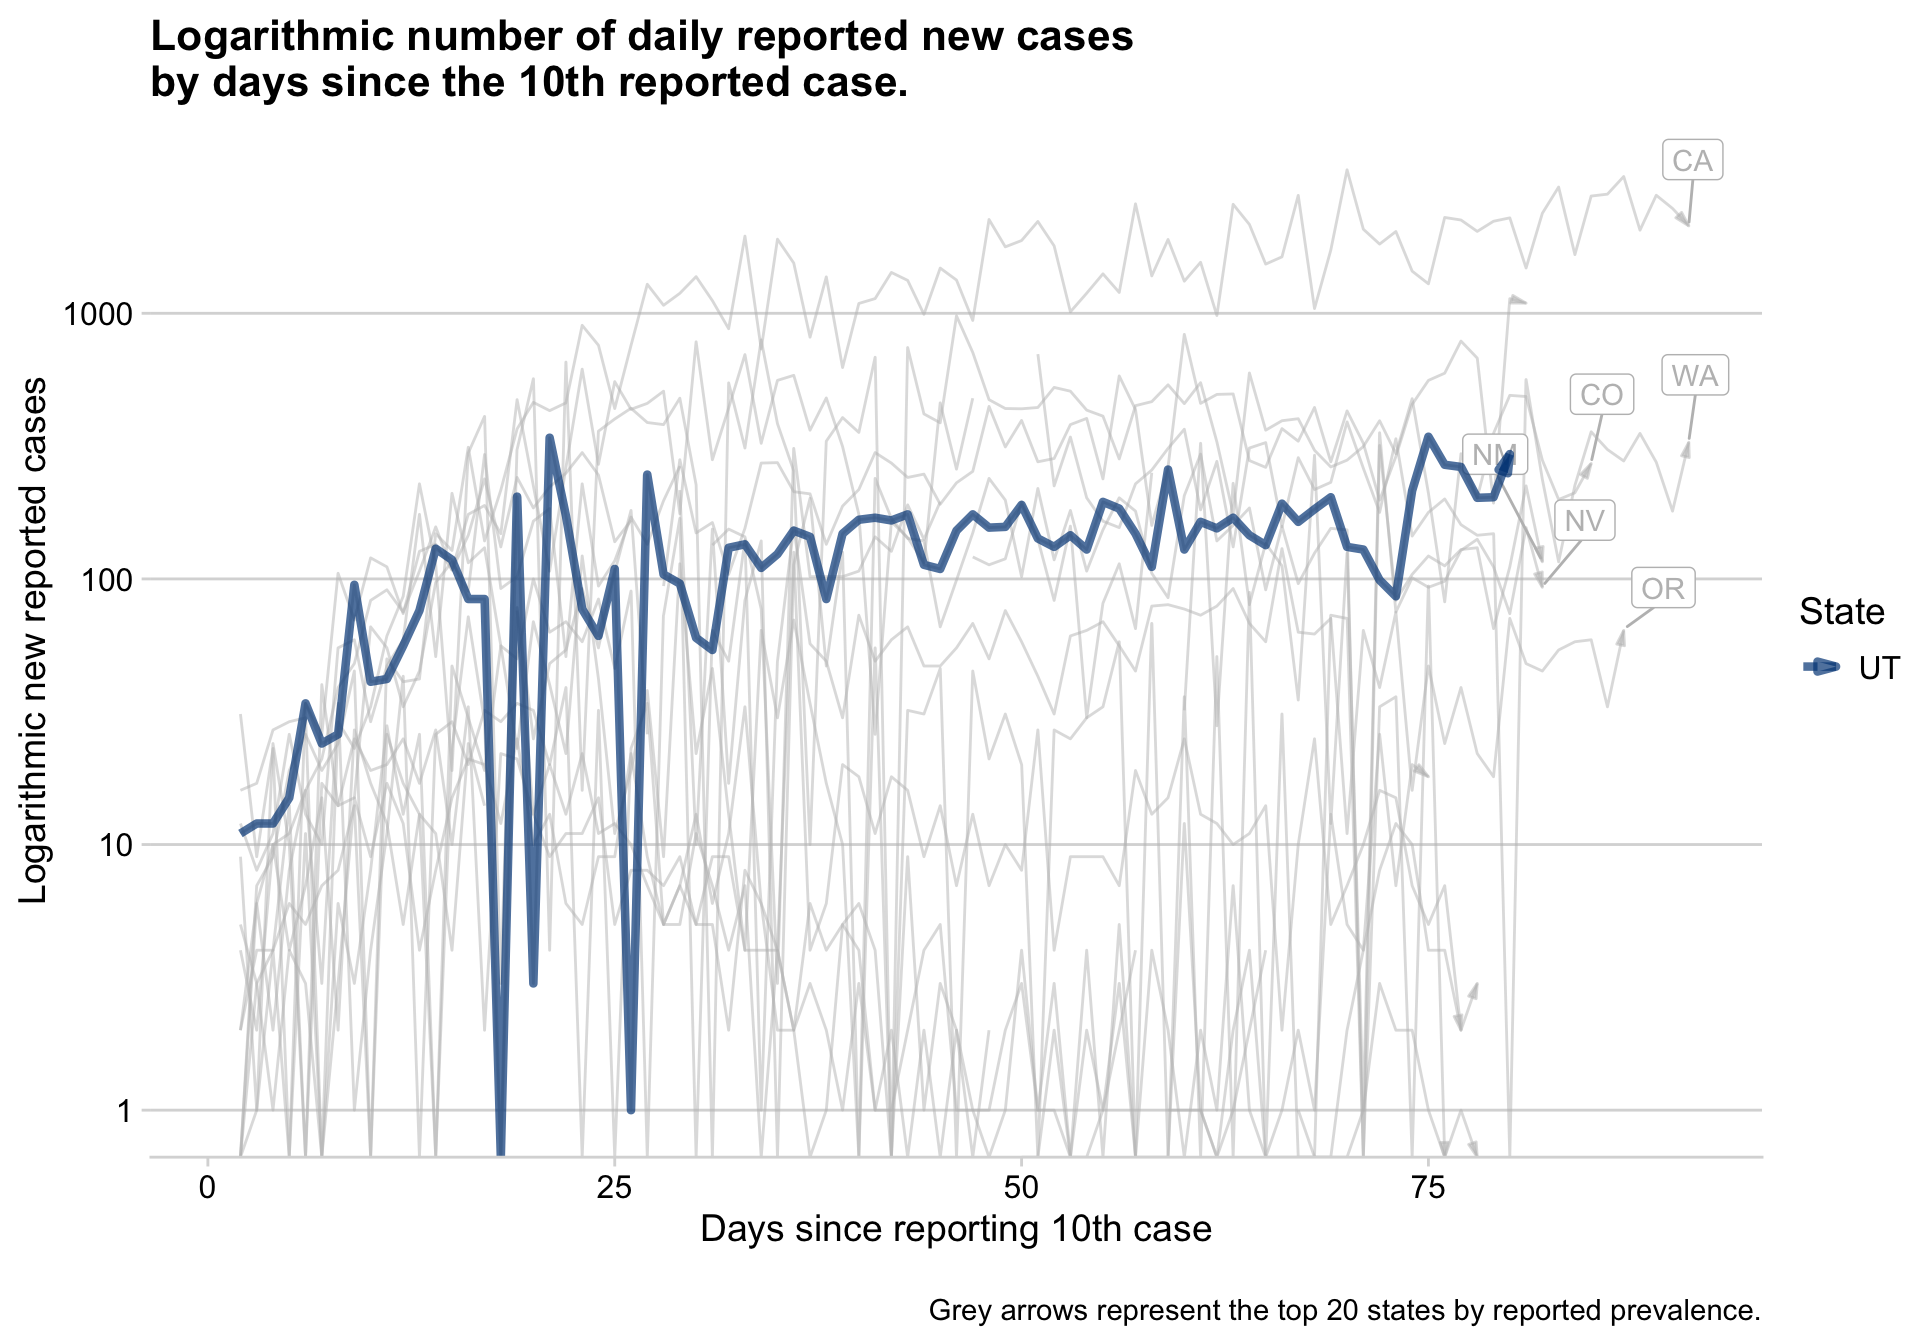 Logarithmic number of daily reported new cases
by days since the 10th reported case.
CA
1000
WA
CO
NM
NV
100
OR
State
UT
10
1
Logarithmic new reported cases
0 25 50 75
Days since reporting 10th case
Grey arrows represent the top 20 states by reported prevalence.